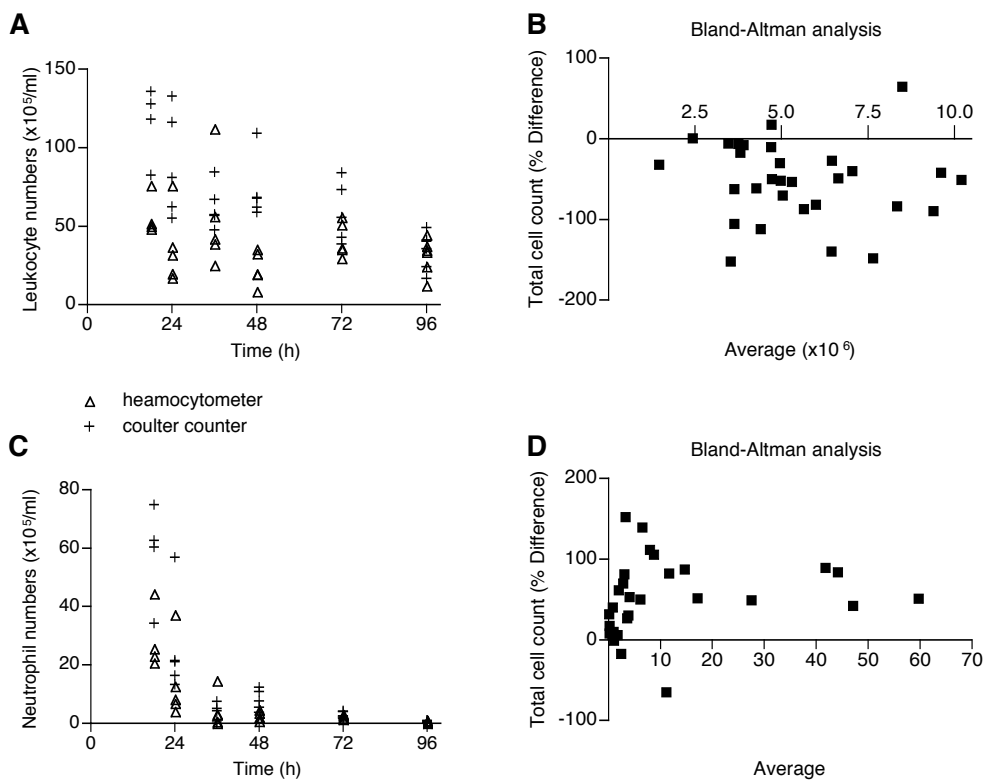 A
Leukocyte numbers (x10⁵/ml)
150
100
50
0
0 24 48 72 96
Time (h)
B
Bland-Altman analysis
Total cell count (% Difference)
100
0
-100
-200
2.5 5.0 7.5 10.0
Average (x10⁶)
heamocytometer
coulter counter
C
Neutrophil numbers (x10⁵/ml)
80
60
40
20
0
0 24 48 72 96
Time (h)
D
Bland-Altman analysis
Total cell count (% Difference)
200
100
0
-100
10 20 30 40 50 60 70
Average